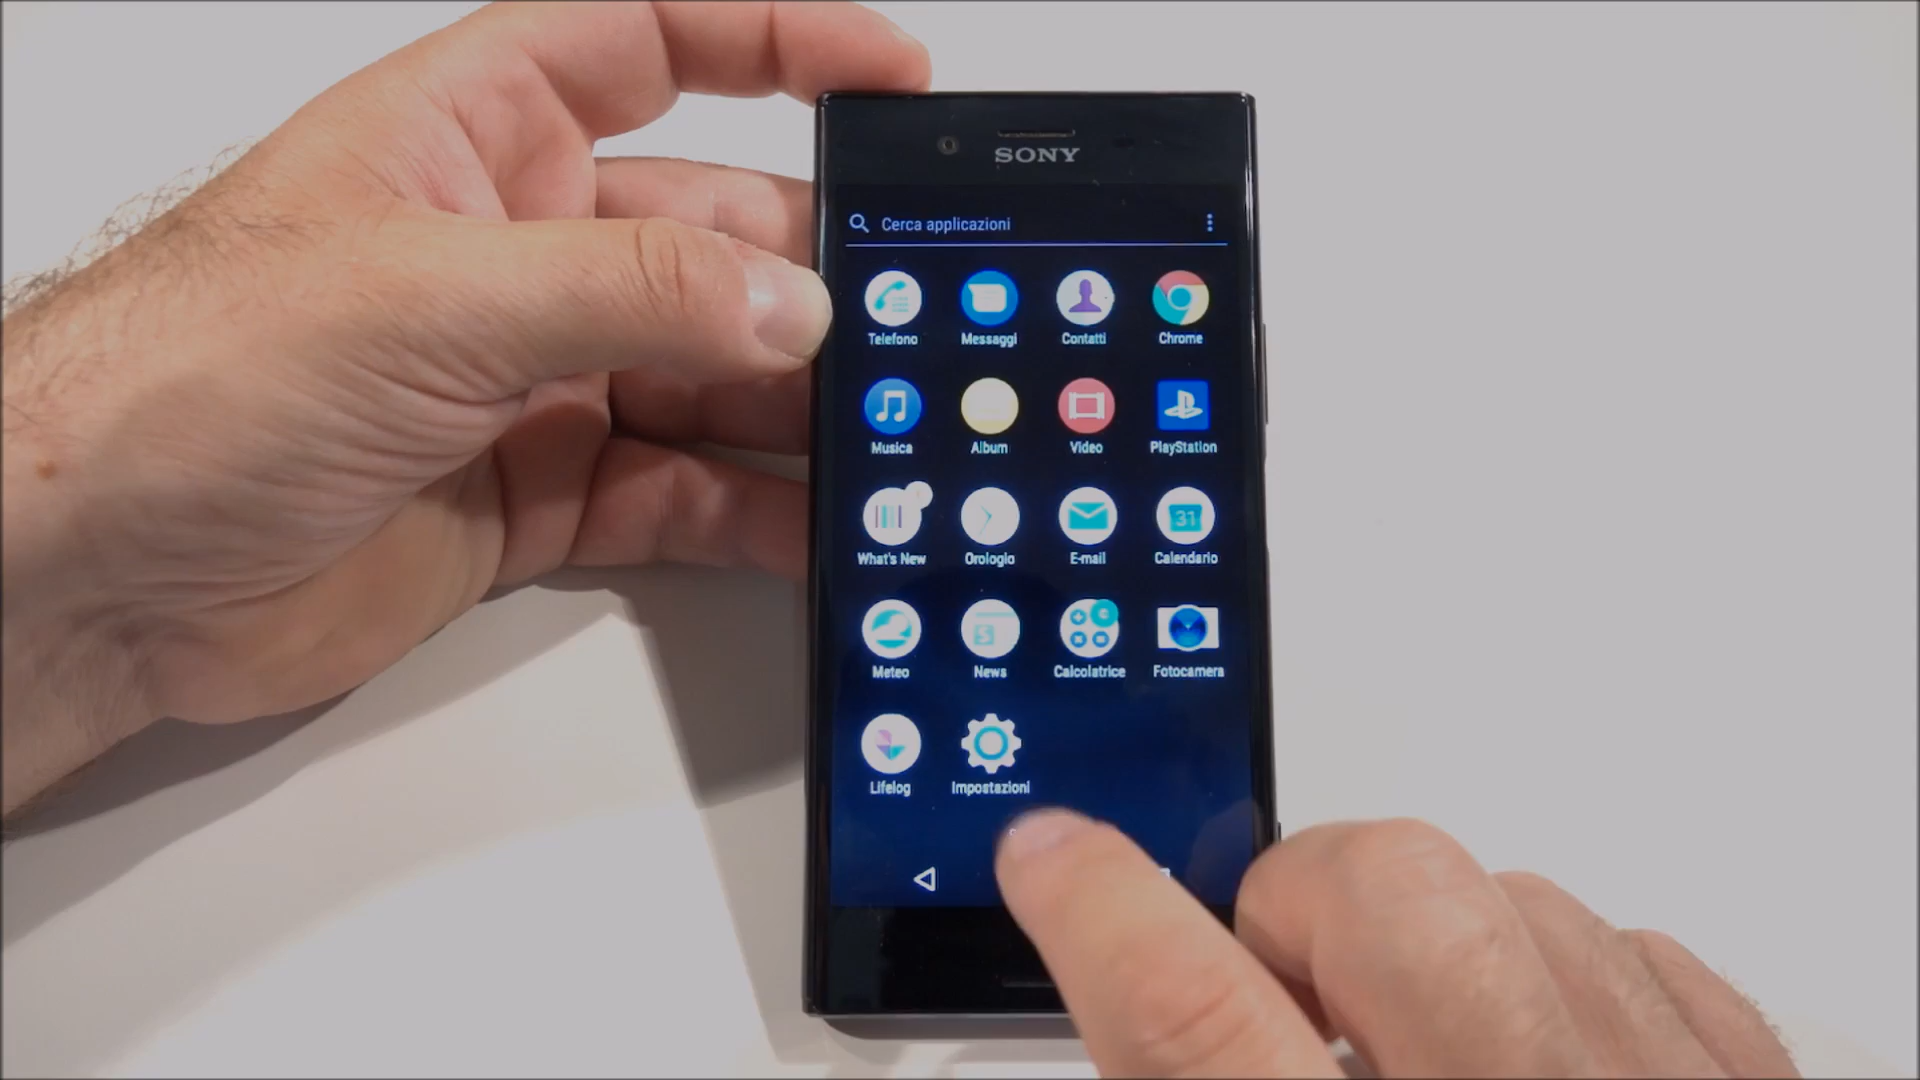 SONY
Cerca applicazioni
Telefono Messaggi Contatti Chrome
Musica Album Video PlayStation
31
What's New Orologio E-mail Calendario
Meteo News Calcolatrice Fotocamera
Lifelog Impostazioni